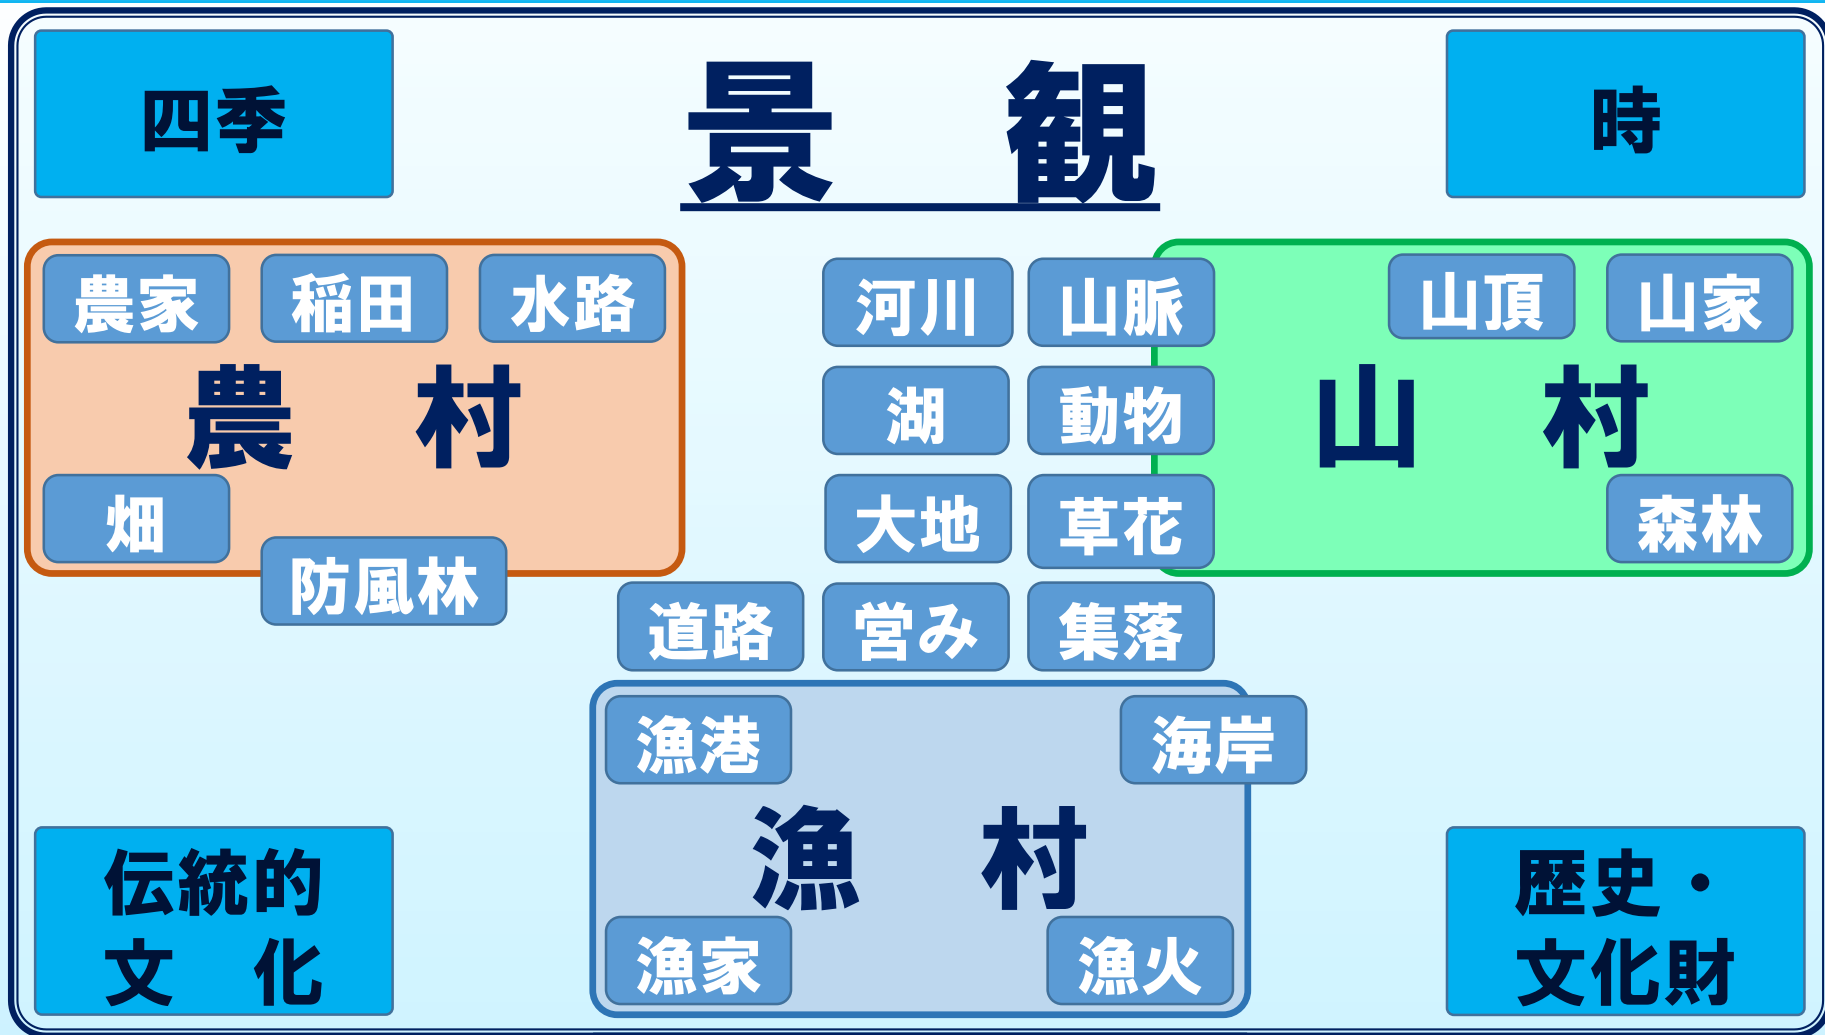 四季
景　観
時
農家
稲田
水路
農　村
畑
防風林
河川
山脈
湖
動物
大地
草花
道路
営み
集落
山頂
山家
山　村
森林
漁港
海岸
漁　村
漁家
漁火
伝統的
文　化
歴史・
文化財